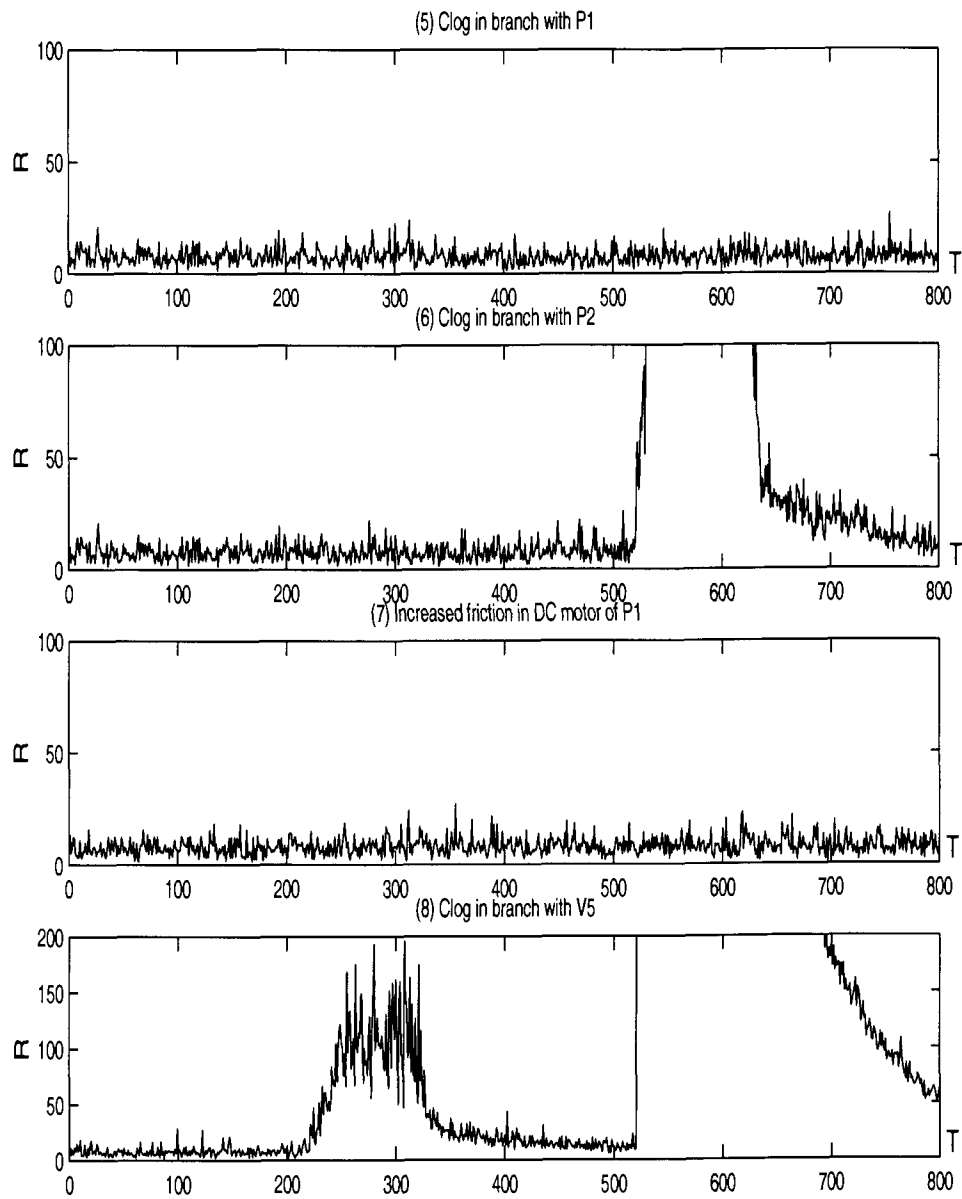 (5) Clog in branch with P1
100
50
0
R
T
0 100 200 300 400 500 600 700 800
(6) Clog in branch with P2
100
50
0
R
T
0 100 200 300 400 500 600 700 800
(7) Increased friction in DC motor of P1
100
50
0
R
T
0 100 200 300 400 500 600 700 800
(8) Clog in branch with V5
200
150
100
50
0
R
T
0 100 200 300 400 500 600 700 800